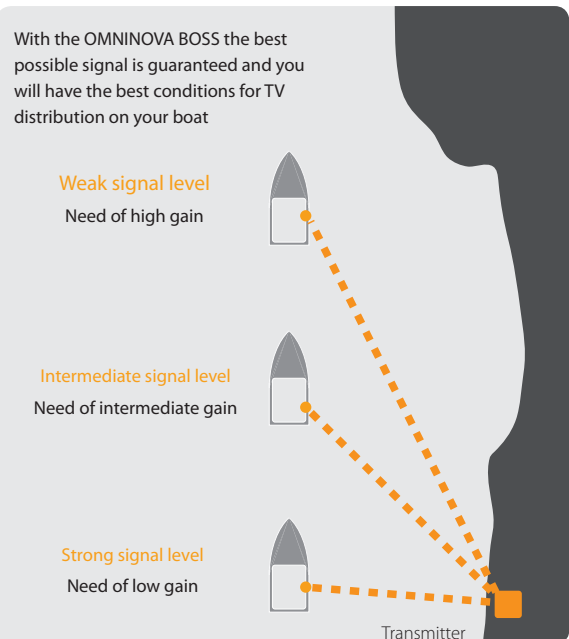 With the OMNINOVA BOSS the best
possible signal is guaranteed and you
will have the best conditions for TV
distribution on your boat
Weak signal level
Need of high gain
Intermediate signal level
Need of intermediate gain
Strong signal level
Need of low gain
Transmitter